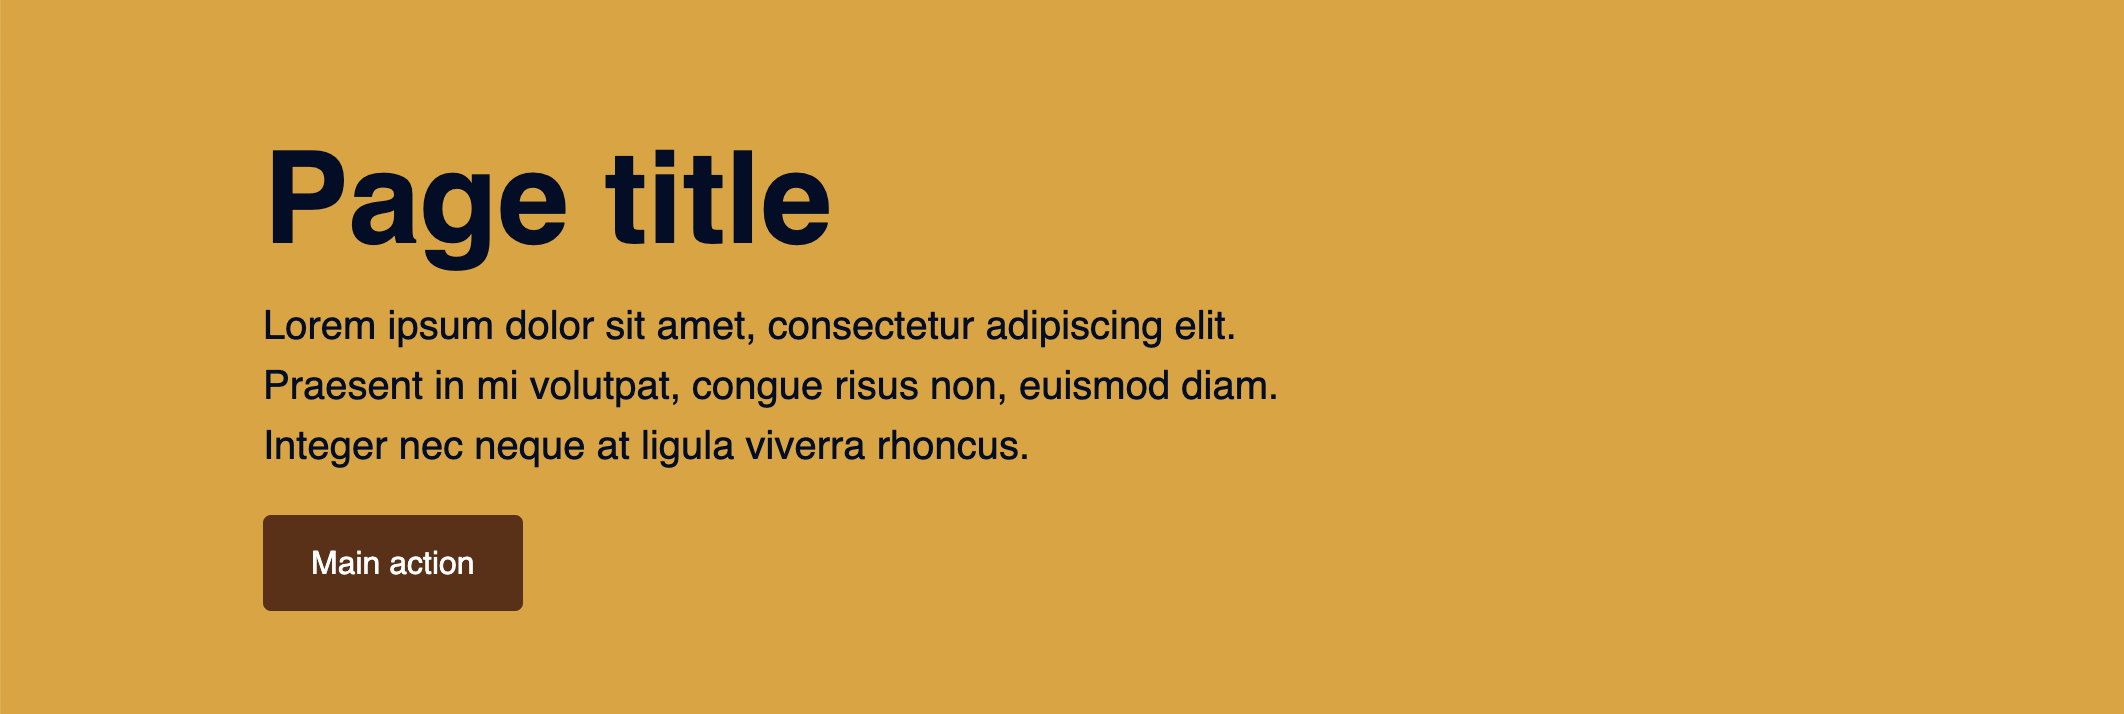 Page title
Lorem ipsum dolor sit amet, consectetur adipiscing elit.
Praesent in mi volutpat, congue risus non, euismod diam.
Integer nec neque at ligula viverra rhoncus.
Main action